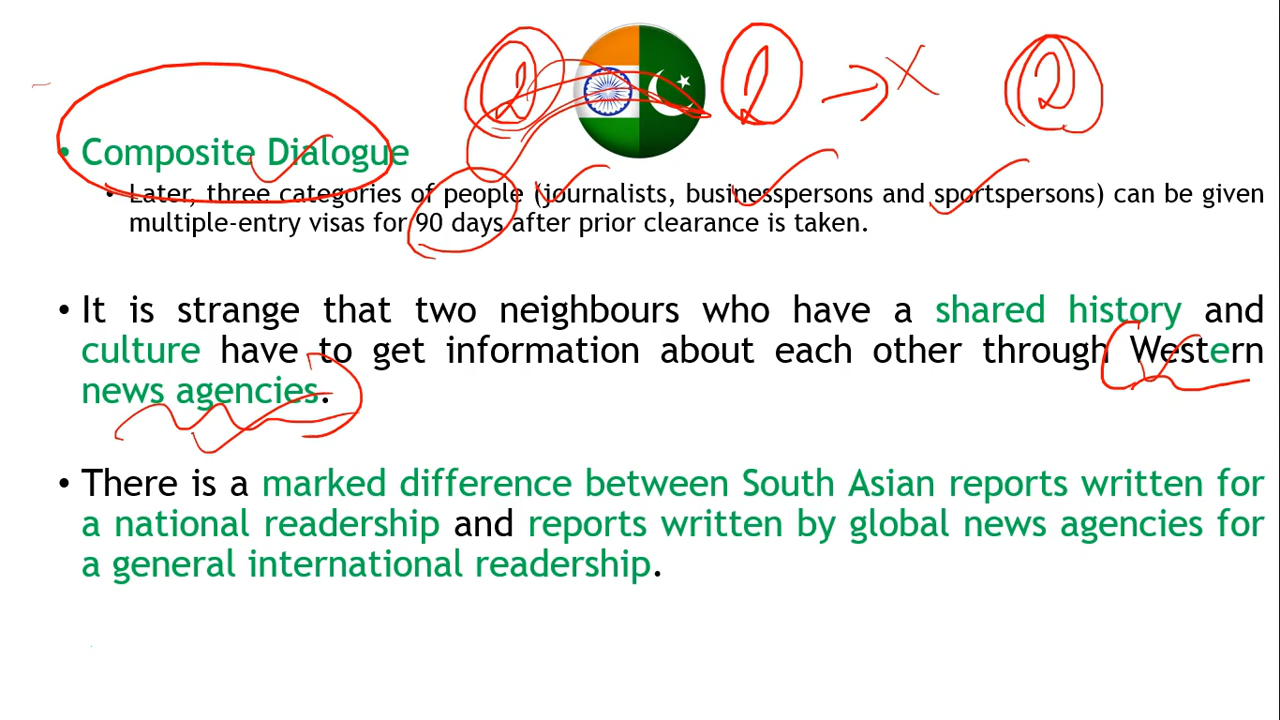 2 2 → x 2
• Composite Dialogue
• Later, three categories of people (journalists, businesspersons and sportspersons) can be given
multiple-entry visas for 90 days after prior clearance is taken.
• It is strange that two neighbours who have a shared history and
culture have to get information about each other through Western
news agencies.
• There is a marked difference between South Asian reports written for
a national readership and reports written by global news agencies for
a general international readership.